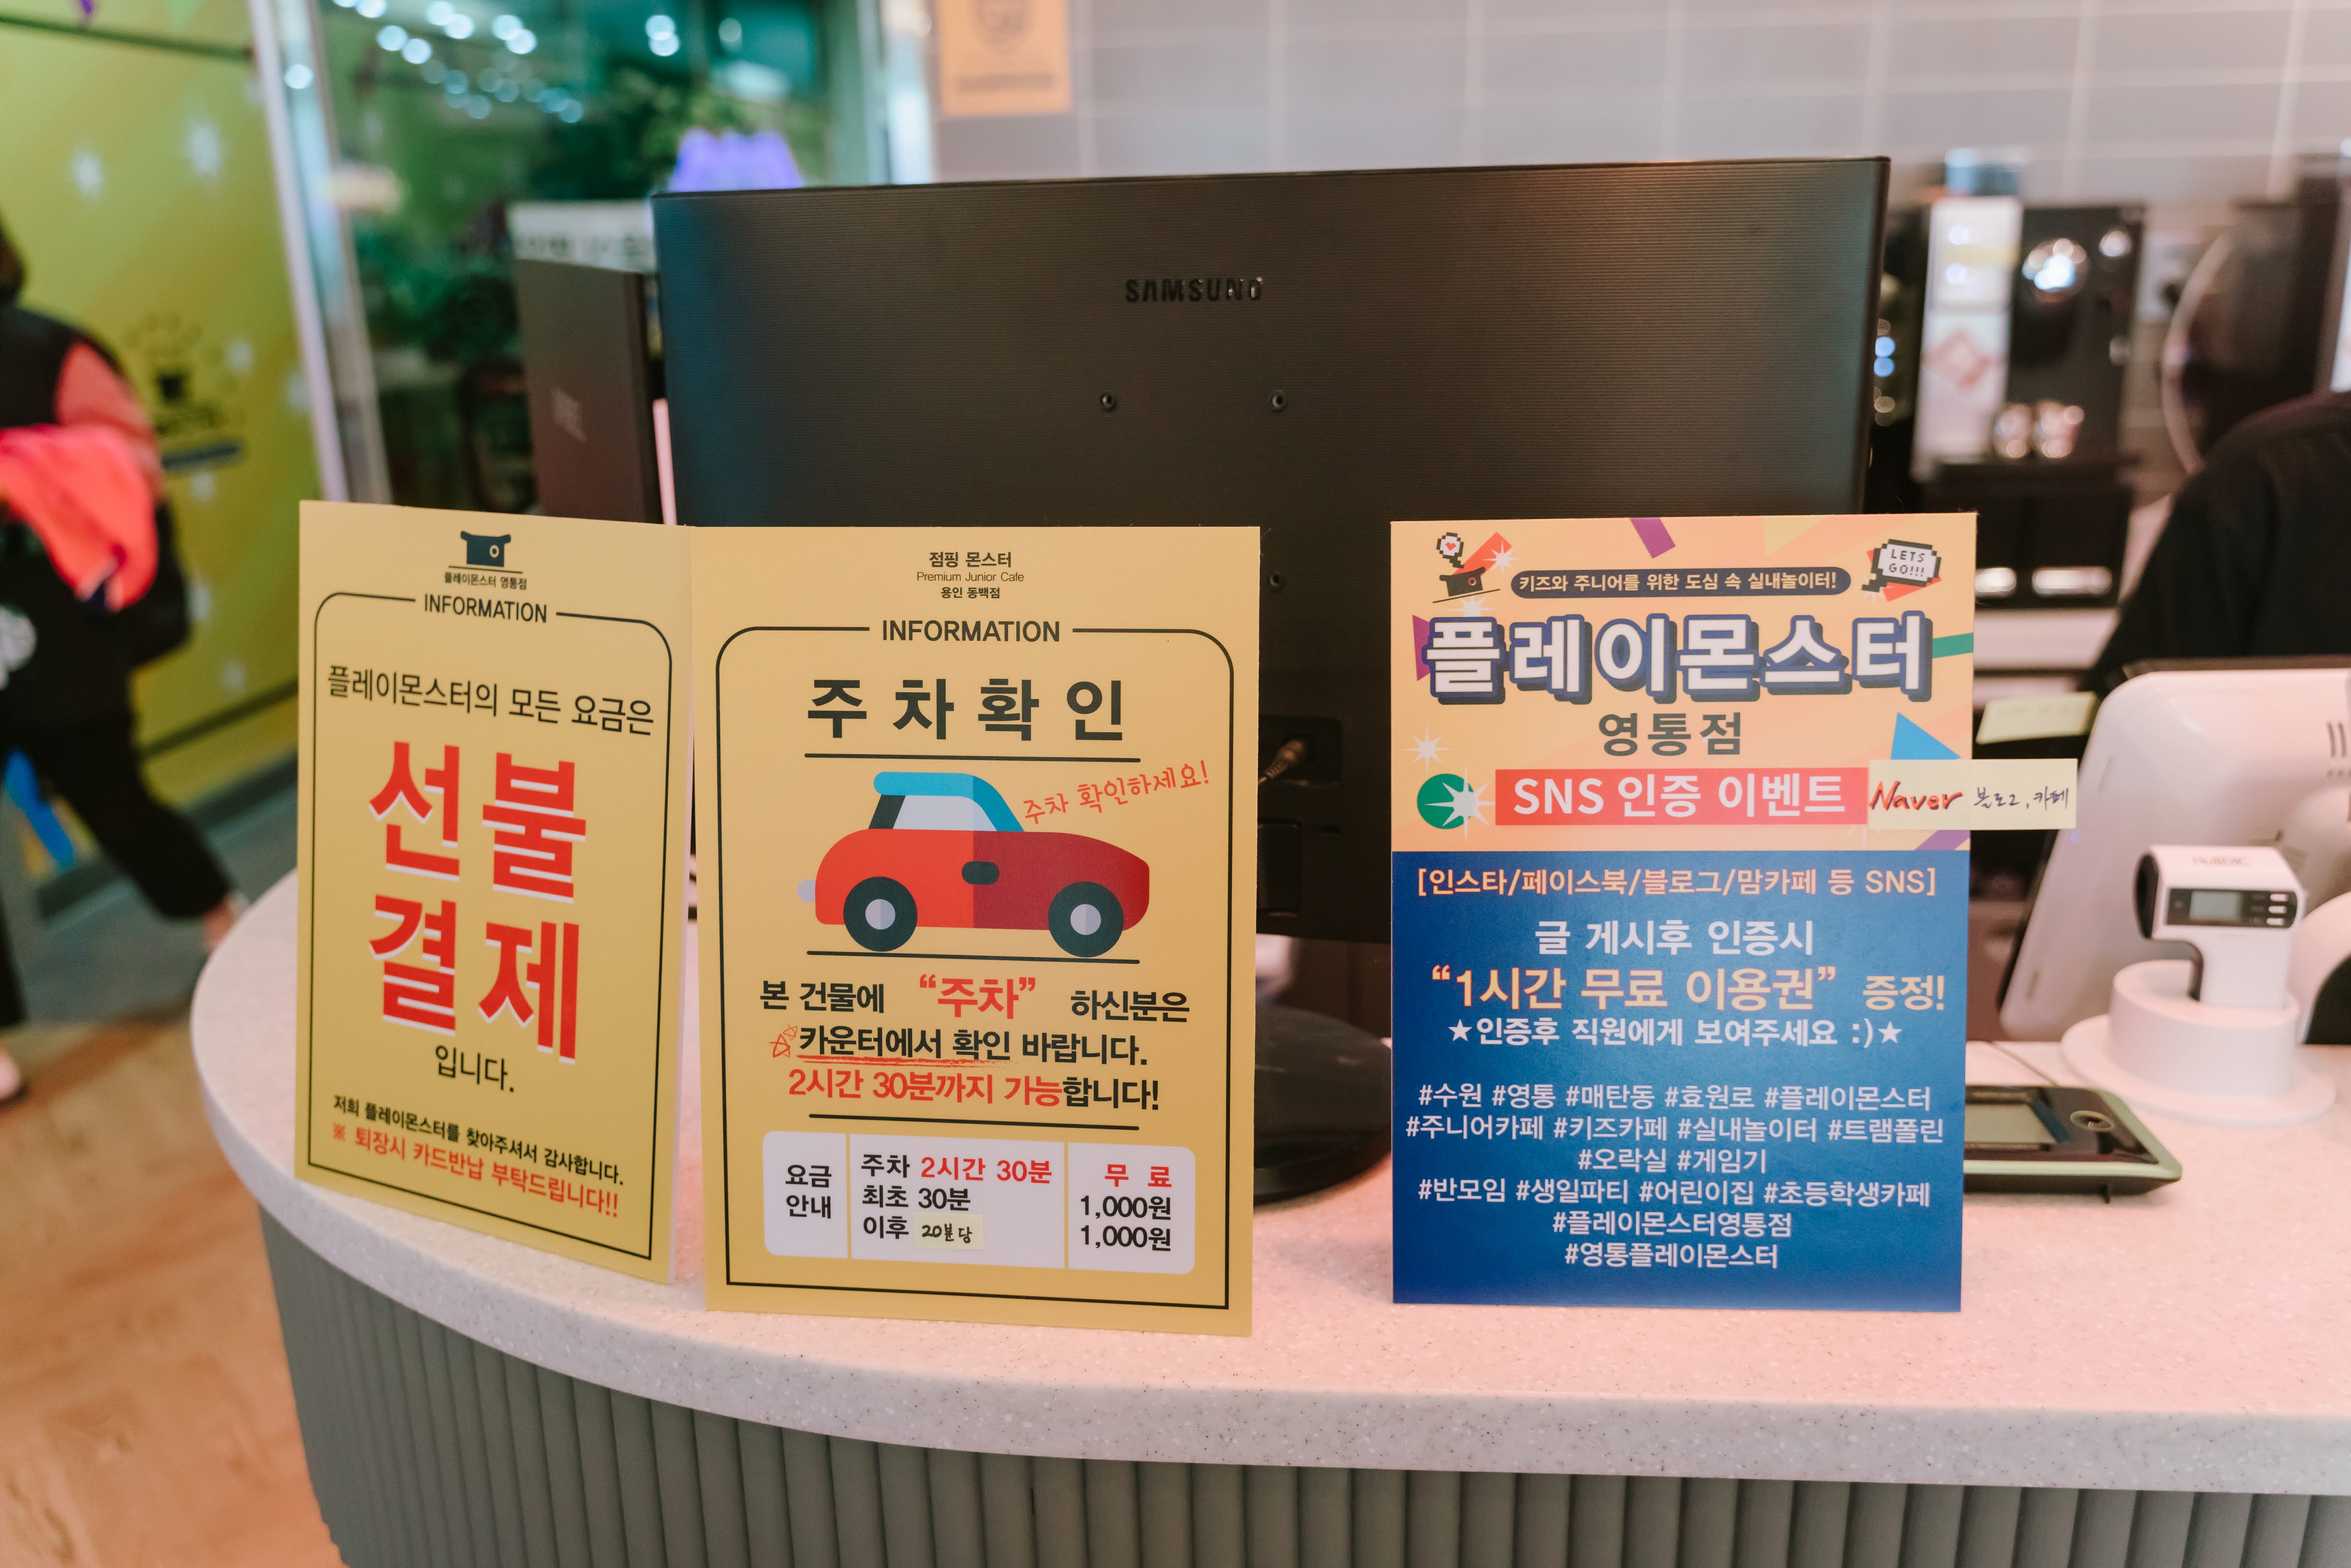 SAMSUNG
플레이몬스터 영통점
INFORMATION
플레이몬스터의 모든 요금은
선불
결제
입니다.
저희 플레이몬스터를 찾아주셔서 감사합니다.
※ 퇴장시 카드반납 부탁드립니다!!
점핑 몬스터
Premium Junior Cafe
용인 동백점
INFORMATION
주차확인
주차 확인하세요!
본 건물에 “주차” 하신분은
카운터에서 확인 바랍니다.
2시간 30분까지 가능합니다!
요금 안내
주차 2시간 30분 무 료
최초 30분 1,000원
이후 20분당 1,000원
LETS GO!!!
키즈와 주니어를 위한 도심 속 실내놀이터!
플레이몬스터
영통점
SNS 인증 이벤트 Naver 블로그, 카페
[인스타/페이스북/블로그/맘카페 등 SNS]
글 게시후 인증시
“1시간 무료 이용권” 증정!
★인증후 직원에게 보여주세요 :)★
#수원 #영통 #매탄동 #효원로 #플레이몬스터
#주니어카페 #키즈카페 #실내놀이터 #트램폴린
#오락실 #게임기
#반모임 #생일파티 #어린이집 #초등학생카페
#플레이몬스터영통점
#영통플레이몬스터